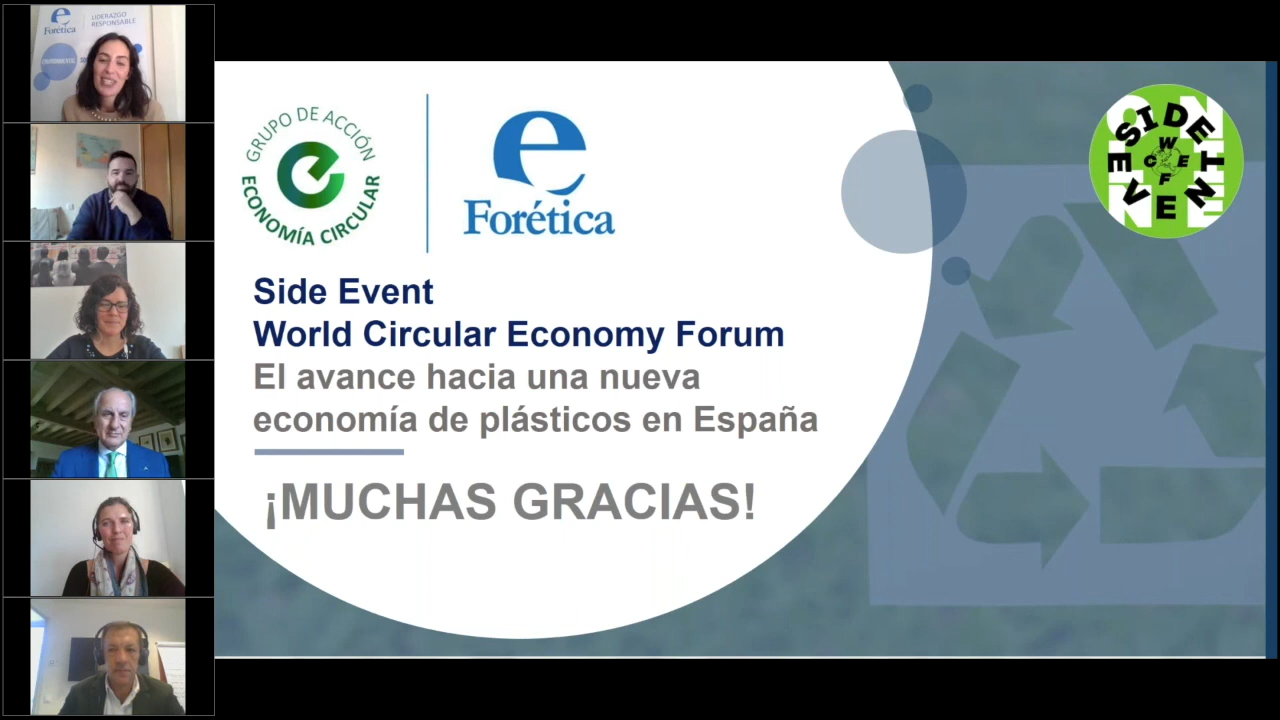 e
Forética
LIDERAZGO
RESPONSABLE
ENVIRONMENTAL
GRUPO DE ACCIÓN
ECONOMÍA CIRCULAR
e
Forética
SIDE EVENT
WCEF
Side Event
World Circular Economy Forum
El avance hacia una nueva
economía de plásticos en España
¡MUCHAS GRACIAS!